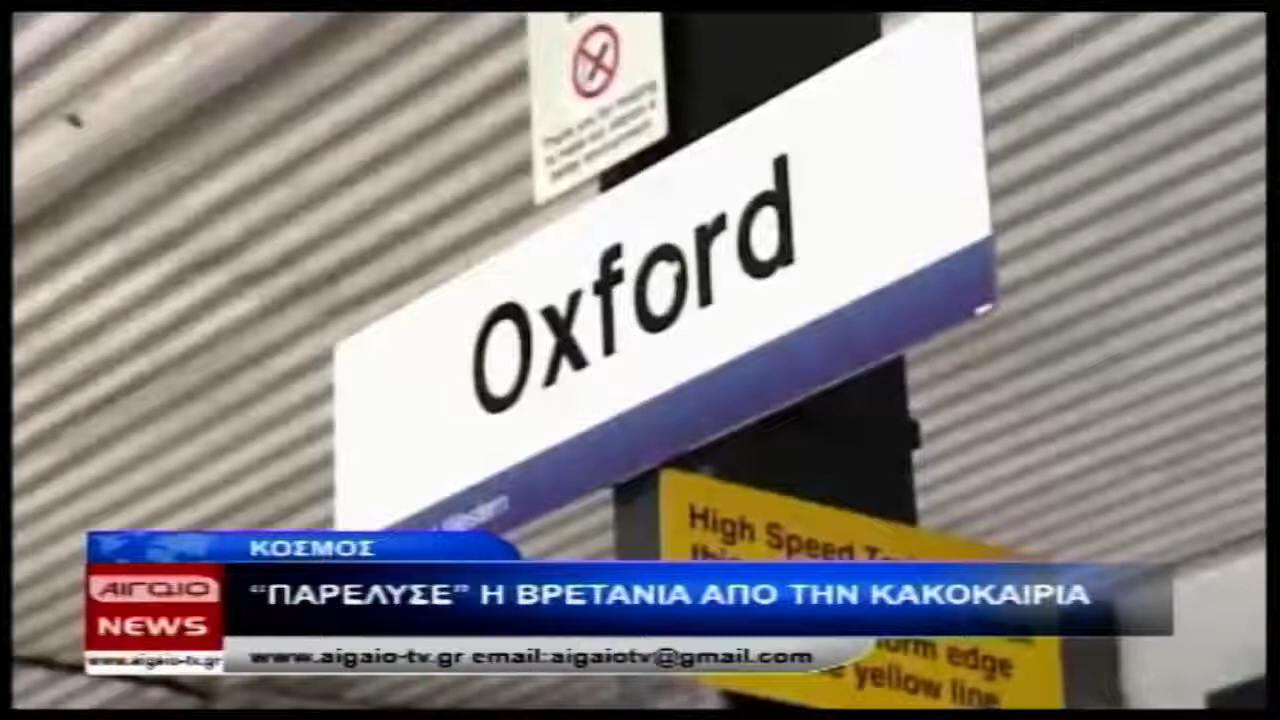 Oxford
Western
High Speed
ΚΟΣΜΟΣ
ΑΙΓΑΙΟ
NEWS
“ΠΑΡΕΛΥΣΕ” Η ΒΡΕΤΑΝΙΑ ΑΠΟ ΤΗΝ ΚΑΚΟΚΑΙΡΙΑ
www.aigaio-tv.gr
www.aigaio-tv.gr email:aigaiotv@gmail.com
edge
yellow line